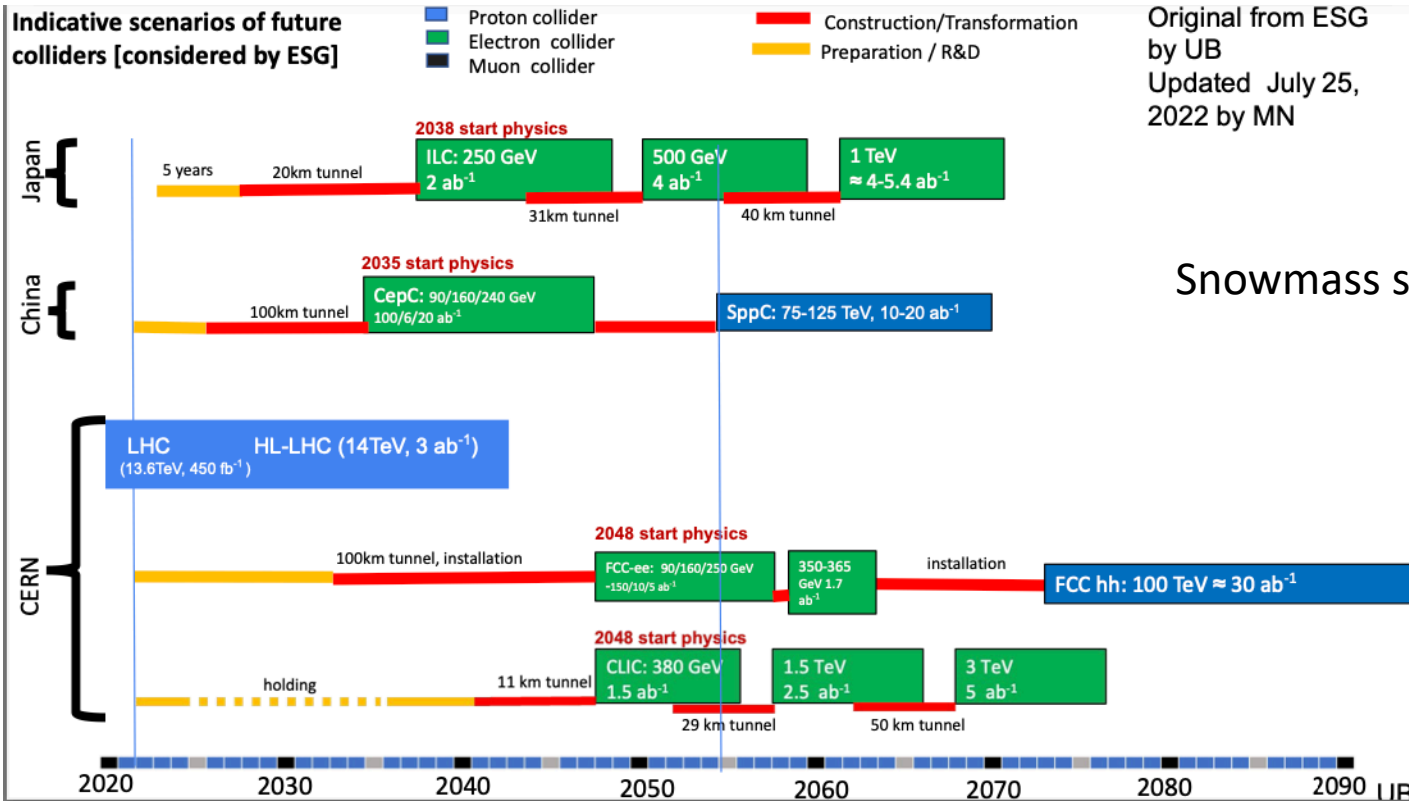 Indicative scenarios of future
colliders [considered by ESG]
Proton collider
Electron collider
Muon collider
Construction/Transformation
Preparation / R&D
Original from ESG
by UB
Updated July 25,
2022 by MN
Japan
5 years
20km tunnel
2038 start physics
ILC: 250 GeV
2 ab⁻¹
31km tunnel
500 GeV
4 ab⁻¹
40 km tunnel
1 TeV
≈ 4-5.4 ab⁻¹
Snowmass s
China
100km tunnel
2035 start physics
CepC: 90/160/240 GeV
100/6/20 ab⁻¹
SppC: 75-125 TeV, 10-20 ab⁻¹
CERN
LHC HL-LHC (14TeV, 3 ab⁻¹)
(13.6TeV, 450 fb⁻¹)
100km tunnel, installation
2048 start physics
FCC-ee: 90/160/250 GeV
~150/10/5 ab⁻¹
350-365
GeV 1.7
ab⁻¹
installation
FCC hh: 100 TeV ≈ 30 ab⁻¹
holding
11 km tunnel
2048 start physics
CLIC: 380 GeV
1.5 ab⁻¹
29 km tunnel
1.5 TeV
2.5 ab⁻¹
50 km tunnel
3 TeV
5 ab⁻¹
2020 2030 2040 2050 2060 2070 2080 2090 UB